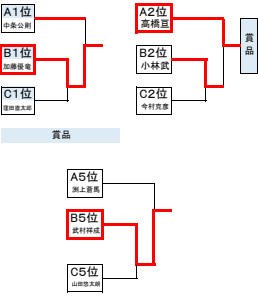 A1位
中条公則
B1位
加藤優竜
C1位
窪田直太郎
A2位
高橋亘
B2位
小林武
C2位
今村克彦
賞品
賞品
A5位
渕上蒼馬
B5位
武村祥成
C5位
山田悠太朗